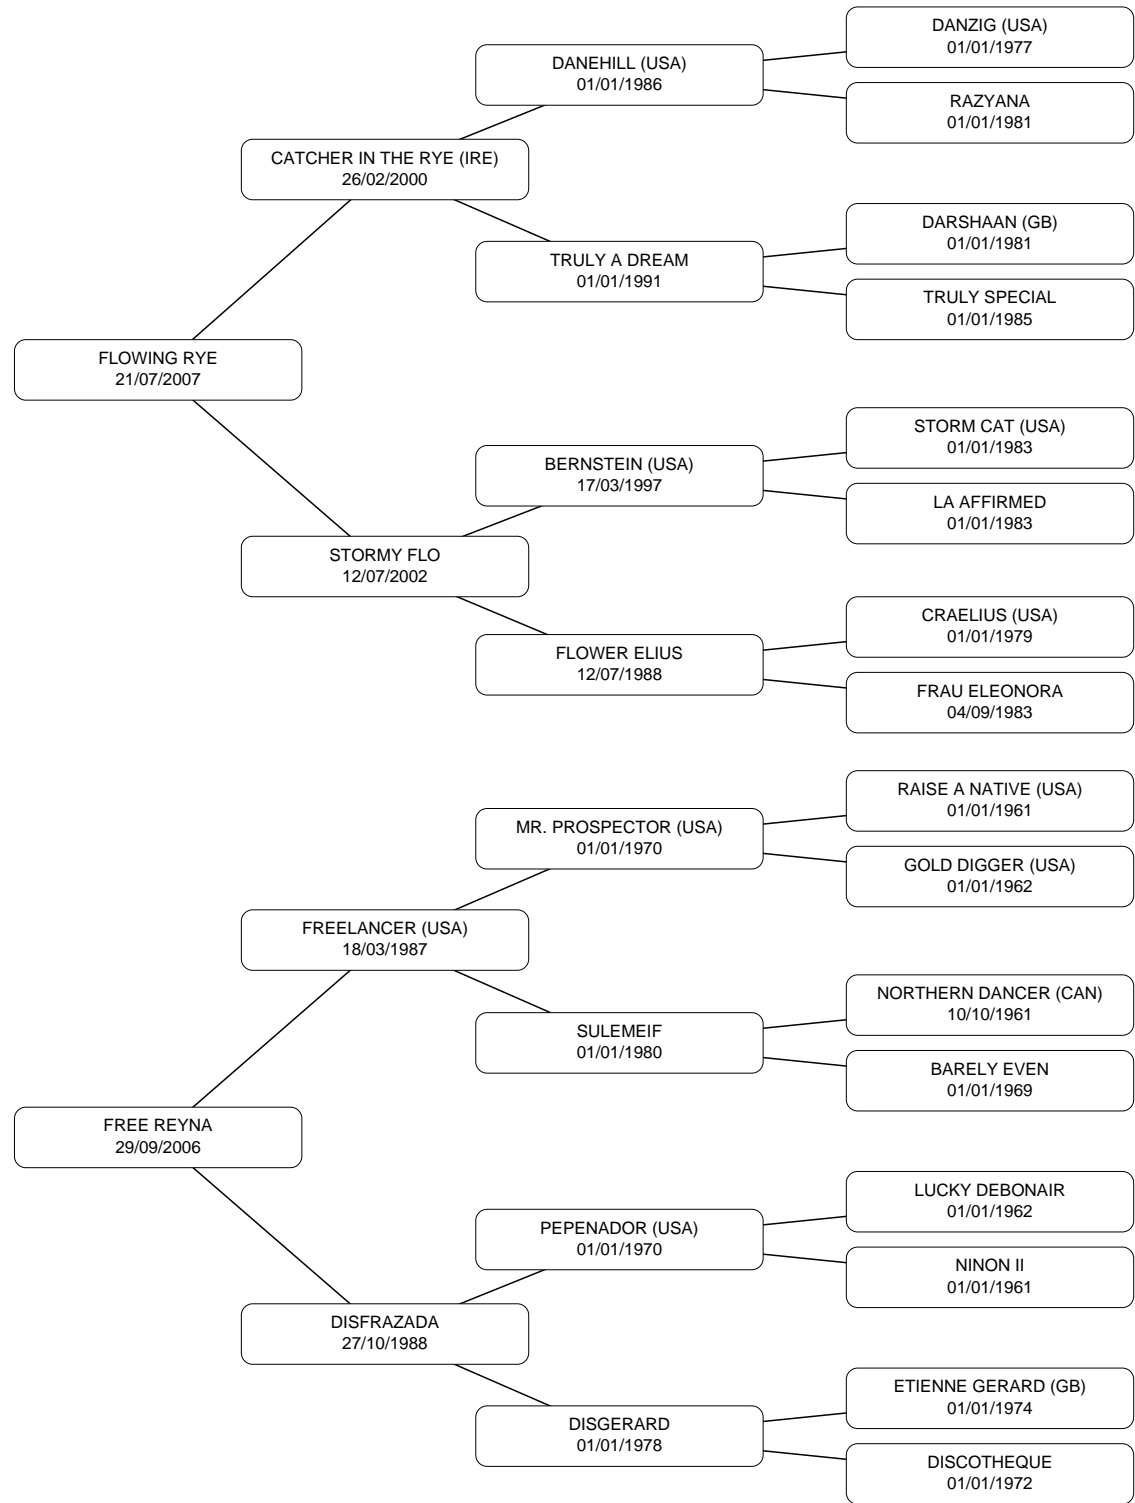 DANZIG (USA)
01/01/1977
DANEHILL (USA)
01/01/1986
RAZYANA
01/01/1981
CATCHER IN THE RYE (IRE)
26/02/2000
DARSHAAN (GB)
01/01/1981
TRULY A DREAM
01/01/1991
TRULY SPECIAL
01/01/1985
FLOWING RYE
21/07/2007
STORM CAT (USA)
01/01/1983
BERNSTEIN (USA)
17/03/1997
LA AFFIRMED
01/01/1983
STORMY FLO
12/07/2002
CRAELIUS (USA)
01/01/1979
FLOWER ELIUS
12/07/1988
FRAU ELEONORA
04/09/1983
RAISE A NATIVE (USA)
01/01/1961
MR. PROSPECTOR (USA)
01/01/1970
GOLD DIGGER (USA)
01/01/1962
FREELANCER (USA)
18/03/1987
NORTHERN DANCER (CAN)
10/10/1961
SULEMEIF
01/01/1980
BARELY EVEN
01/01/1969
FREE REYNA
29/09/2006
LUCKY DEBONAIR
01/01/1962
PEPENADOR (USA)
01/01/1970
NINON II
01/01/1961
DISFRAZADA
27/10/1988
ETIENNE GERARD (GB)
01/01/1974
DISGERARD
01/01/1978
DISCOTHEQUE
01/01/1972